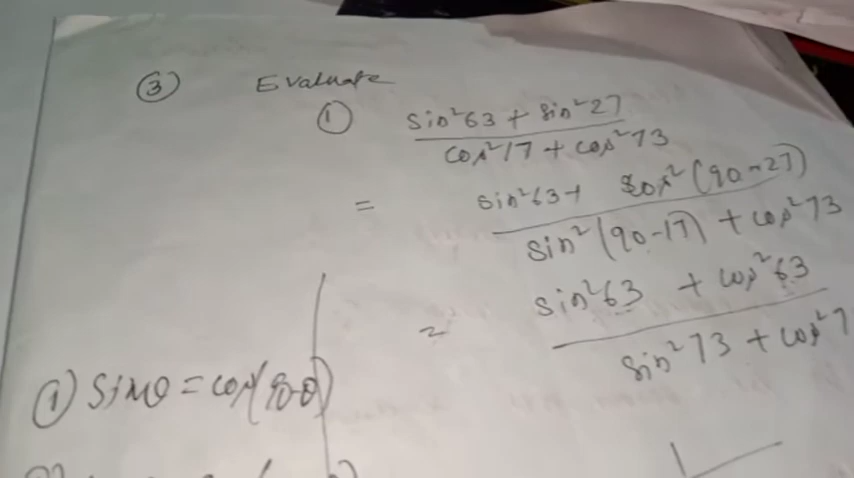 ③ Evaluate
① sin²63 + sin²27
cos²17 + cos²73
= sin²63 + cos²(90-27)
sin²(90-17) + cos²73
= sin²63 + cos²63
sin²73 + cos²7
① sinθ = cos(90-θ)